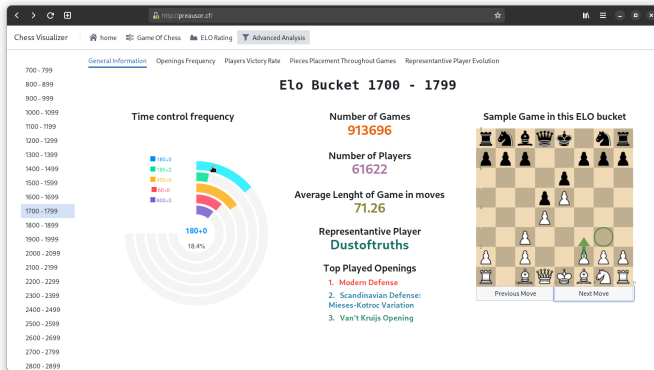 http://preausor.cf/
Chess Visualizer
home
Game Of Chess
ELO Rating
Advanced Analysis
General Information
Openings Frequency
Players Victory Rate
Pieces Placement Throughout Games
Representantive Player Evolution
700 - 799
800 - 899
900 - 999
1000 - 1099
1100 - 1199
1200 - 1299
1300 - 1399
1400 - 1499
1500 - 1599
1600 - 1699
1700 - 1799
1800 - 1899
1900 - 1999
2000 - 2099
2100 - 2199
2200 - 2299
2300 - 2399
2400 - 2499
2500 - 2599
2600 - 2699
2700 - 2799
2800 - 2899
Elo Bucket 1700 - 1799
Time control frequency
180+0
180+2
300+0
60+0
600+0
180+0
18.4%
Number of Games
913696
Number of Players
61622
Average Lenght of Game in moves
71.26
Representive Player
Dustoftruths
Top Played Openings
1. Modern Defense
2. Scandinavian Defense:
Mieses-Kotroc Variation
3. Van't Kruijs Opening
Sample Game in this ELO bucket
Previous Move
Next Move